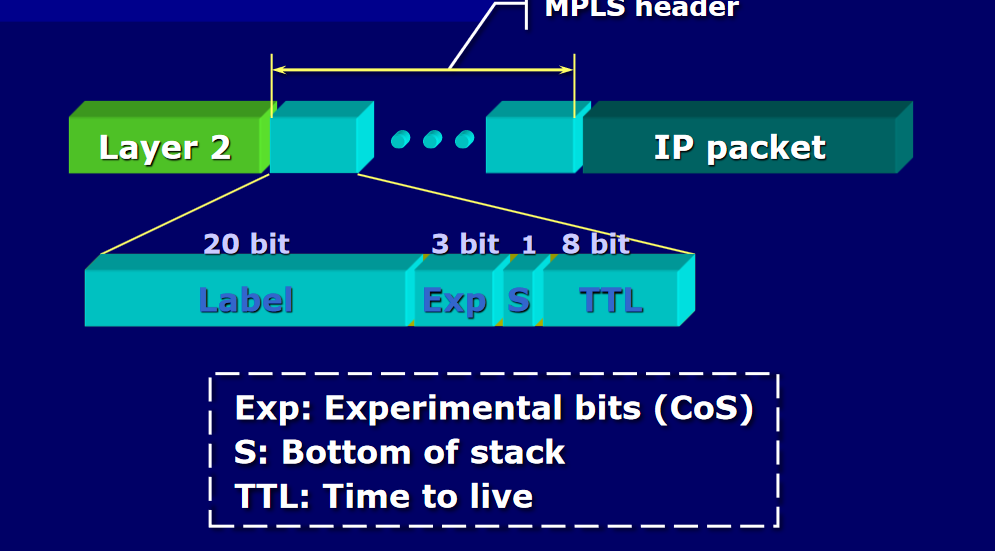 MPLS header
Layer 2
IP packet
20 bit 3 bit 1 8 bit
Label Exp S TTL
Exp: Experimental bits (CoS)
S: Bottom of stack
TTL: Time to live